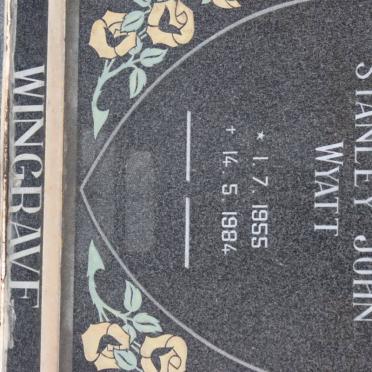 STANLEY JOHN
WYATT
* 1. 7. 1955
+ 14. 5. 1984
WINGRAVE